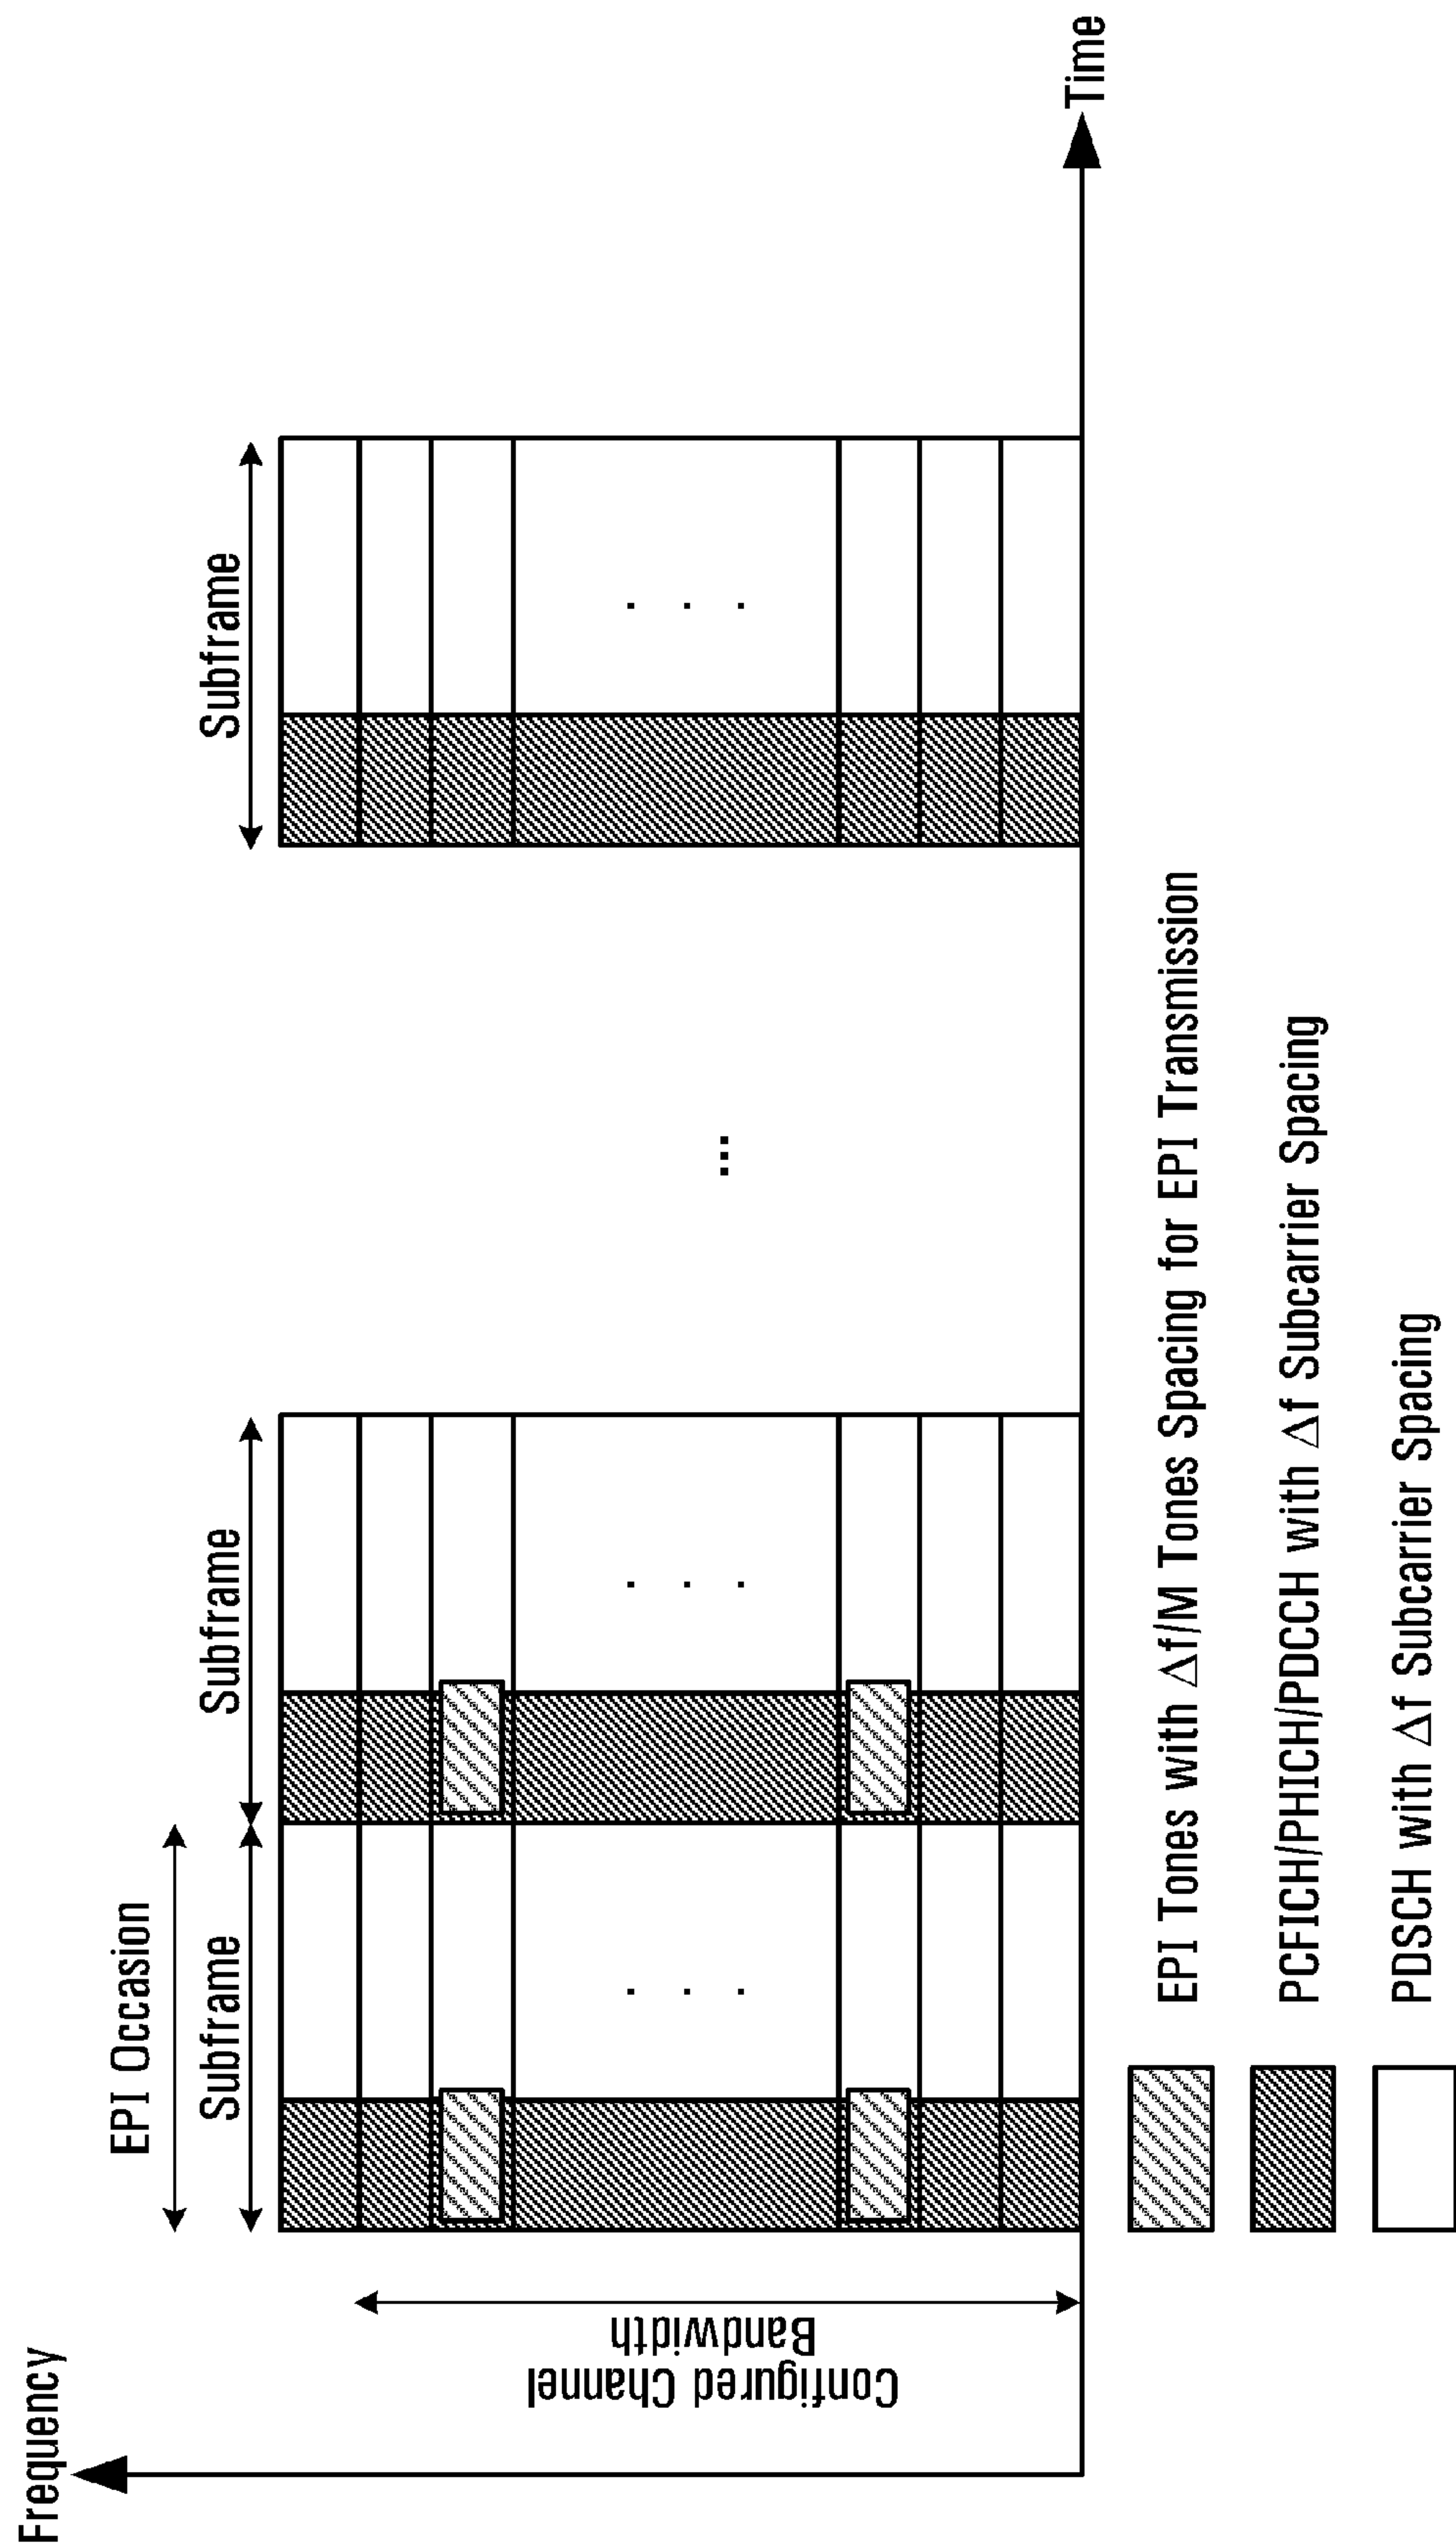 Frequency
EPI Occasion
Subframe
Subframe
Subframe
Configured Channel
Bandwidth
. . .
. . .
...
. . .
Time
EPI Tones with Δf/M Tones Spacing for EPI Transmission
PCFICH/PHICH/PDCCH with Δf Subcarrier Spacing
PDSCH with Δf Subcarrier Spacing